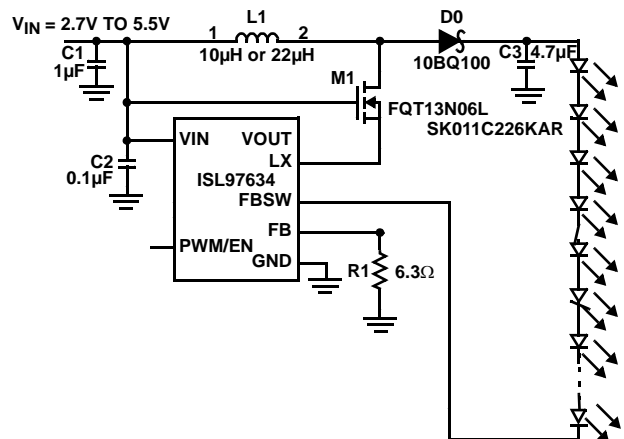 VIN = 2.7V TO 5.5V
L1
D0
1
2
C1
1µF
10µH or 22µH
10BQ100
C3
4.7µF
M1
FQT13N06L
SK011C226KAR
VIN
VOUT
LX
C2
0.1µF
ISL97634
FBSW
FB
PWM/EN
GND
R1
6.3Ω